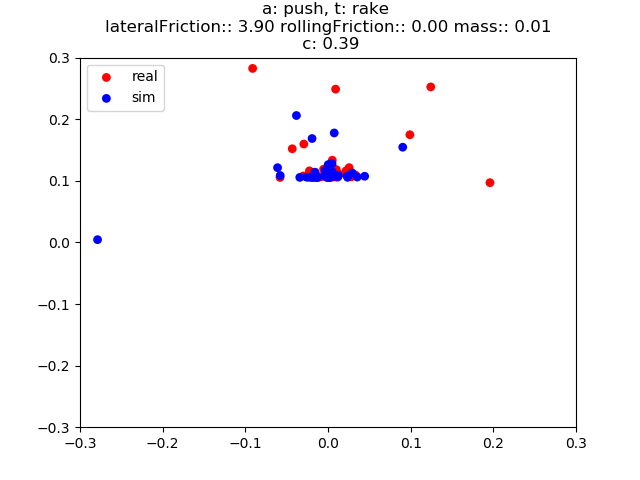 a: push, t: rake
lateralFriction:: 3.90 rollingFriction:: 0.00 mass:: 0.01
c: 0.39
real
sim
0.3
0.2
0.1
0.0
−0.1
−0.2
−0.3
−0.3 −0.2 −0.1 0.0 0.1 0.2 0.3